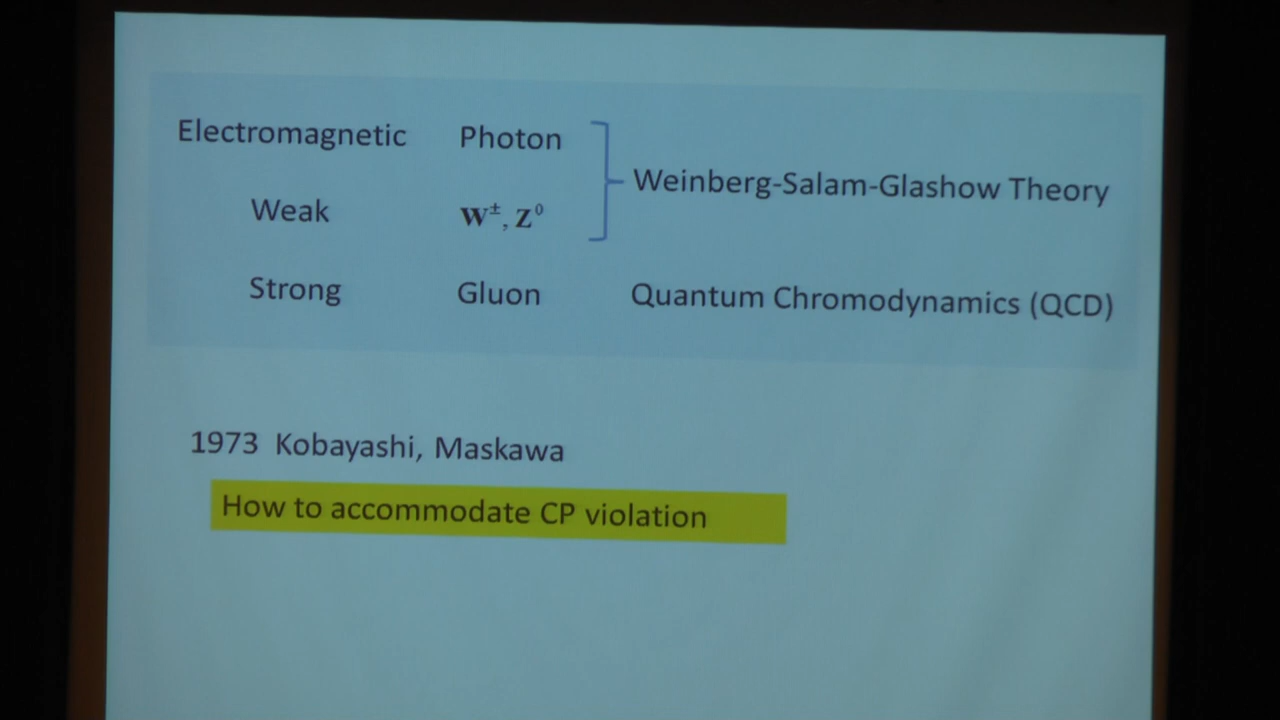 Electromagnetic Photon
Weinberg-Salam-Glashow Theory
Weak W±, Z⁰
Strong Gluon Quantum Chromodynamics (QCD)
1973 Kobayashi, Maskawa
How to accommodate CP violation